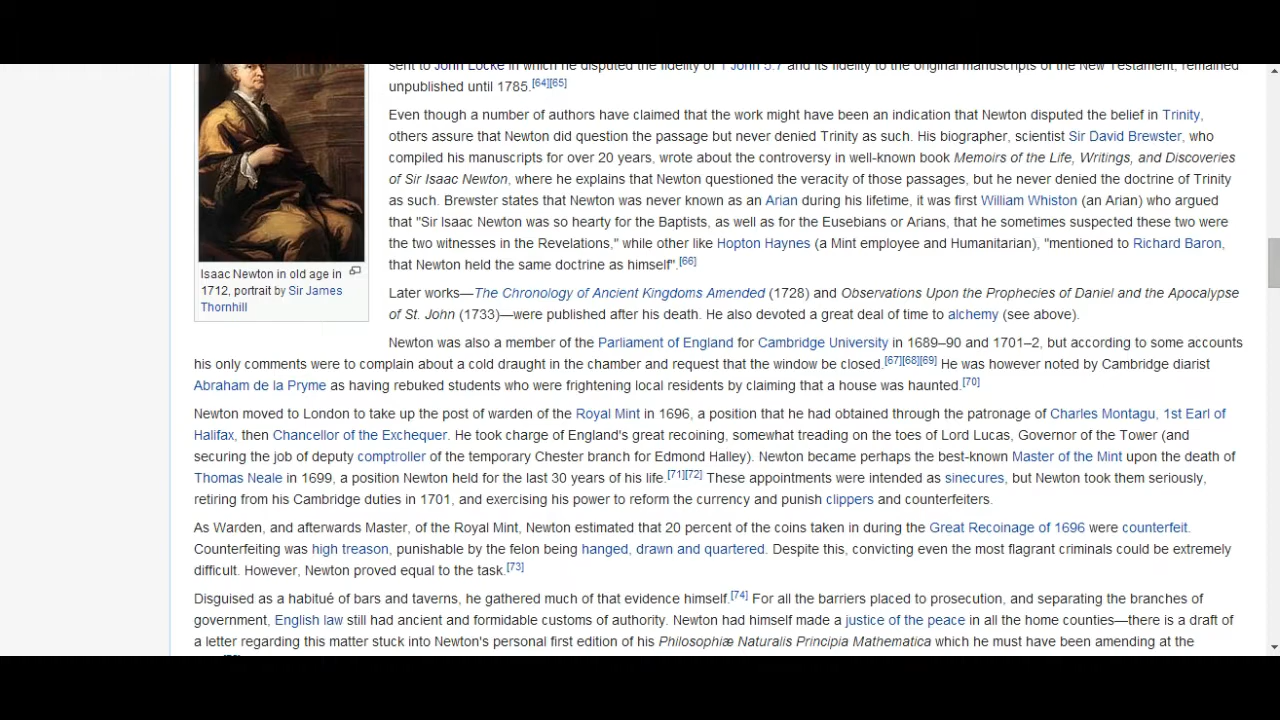 sent to John Locke in which he disputed the fidelity of 1 John 5:7 and its fidelity to the original manuscripts of the New Testament, remained
unpublished until 1785.[64][65]
Even though a number of authors have claimed that the work might have been an indication that Newton disputed the belief in Trinity,
others assure that Newton did question the passage but never denied Trinity as such. His biographer, scientist Sir David Brewster, who
compiled his manuscripts for over 20 years, wrote about the controversy in well-known book Memoirs of the Life, Writings, and Discoveries
of Sir Isaac Newton, where he explains that Newton questioned the veracity of those passages, but he never denied the doctrine of Trinity
as such. Brewster states that Newton was never known as an Arian during his lifetime, it was first William Whiston (an Arian) who argued
that "Sir Isaac Newton was so hearty for the Baptists, as well as for the Eusebians or Arians, that he sometimes suspected these two were
the two witnesses in the Revelations," while other like Hopton Haynes (a Mint employee and Humanitarian), "mentioned to Richard Baron,
that Newton held the same doctrine as himself".[66]
Isaac Newton in old age in
1712, portrait by Sir James
Thornhill
Later works—The Chronology of Ancient Kingdoms Amended (1728) and Observations Upon the Prophecies of Daniel and the Apocalypse
of St. John (1733)—were published after his death. He also devoted a great deal of time to alchemy (see above).
Newton was also a member of the Parliament of England for Cambridge University in 1689–90 and 1701–2, but according to some accounts
his only comments were to complain about a cold draught in the chamber and request that the window be closed.[67][68][69] He was however noted by Cambridge diarist
Abraham de la Pryme as having rebuked students who were frightening local residents by claiming that a house was haunted.[70]
Newton moved to London to take up the post of warden of the Royal Mint in 1696, a position that he had obtained through the patronage of Charles Montagu, 1st Earl of
Halifax, then Chancellor of the Exchequer. He took charge of England's great recoining, somewhat treading on the toes of Lord Lucas, Governor of the Tower (and
securing the job of deputy comptroller of the temporary Chester branch for Edmond Halley). Newton became perhaps the best-known Master of the Mint upon the death of
Thomas Neale in 1699, a position Newton held for the last 30 years of his life.[71][72] These appointments were intended as sinecures, but Newton took them seriously,
retiring from his Cambridge duties in 1701, and exercising his power to reform the currency and punish clippers and counterfeiters.
As Warden, and afterwards Master, of the Royal Mint, Newton estimated that 20 percent of the coins taken in during the Great Recoinage of 1696 were counterfeit.
Counterfeiting was high treason, punishable by the felon being hanged, drawn and quartered. Despite this, convicting even the most flagrant criminals could be extremely
difficult. However, Newton proved equal to the task.[73]
Disguised as a habitué of bars and taverns, he gathered much of that evidence himself.[74] For all the barriers placed to prosecution, and separating the branches of
government, English law still had ancient and formidable customs of authority. Newton had himself made a justice of the peace in all the home counties—there is a draft of
a letter regarding this matter stuck into Newton's personal first edition of his Philosophiæ Naturalis Principia Mathematica which he must have been amending at the